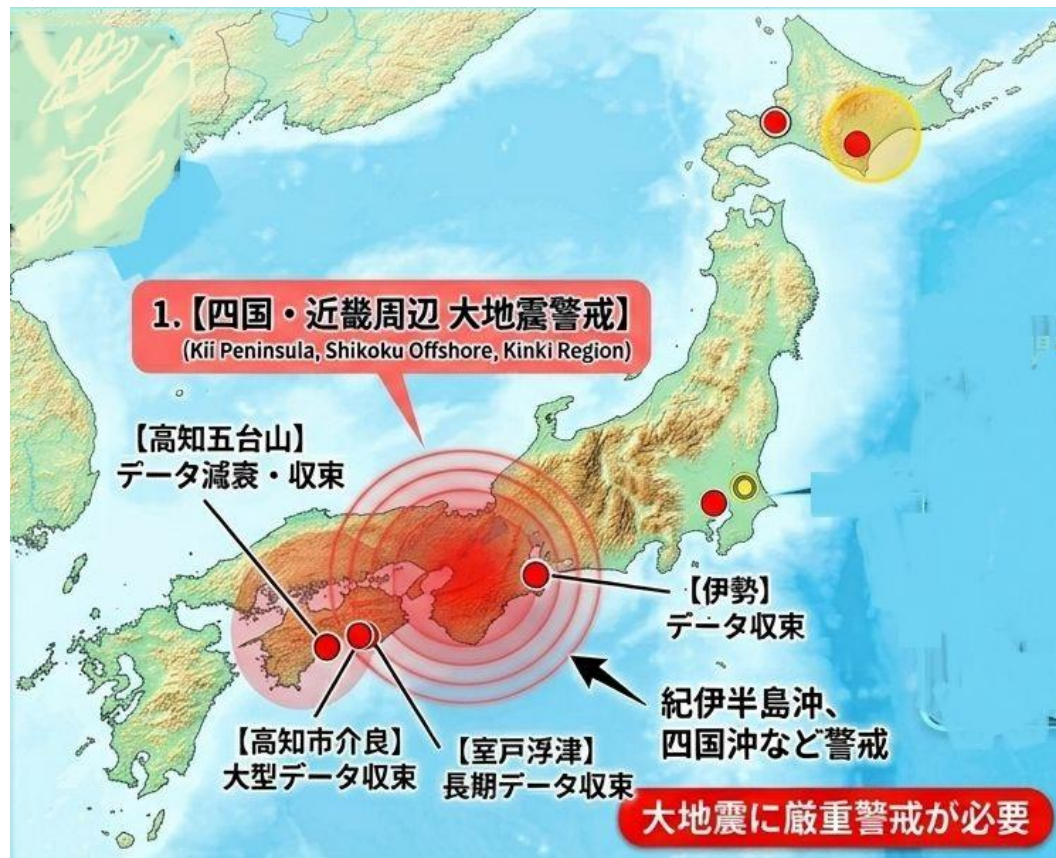 1.【四国・近畿周辺 大地震警戒】
(Kii Peninsula, Shikoku Offshore, Kinki Region)
【高知五台山】
データ減衰・収束
【伊勢】
データ収束
紀伊半島沖、
四国沖など警戒
【高知市介良】
大型データ収束
【室戸浮津】
長期データ収束
大地震に厳重警戒が必要